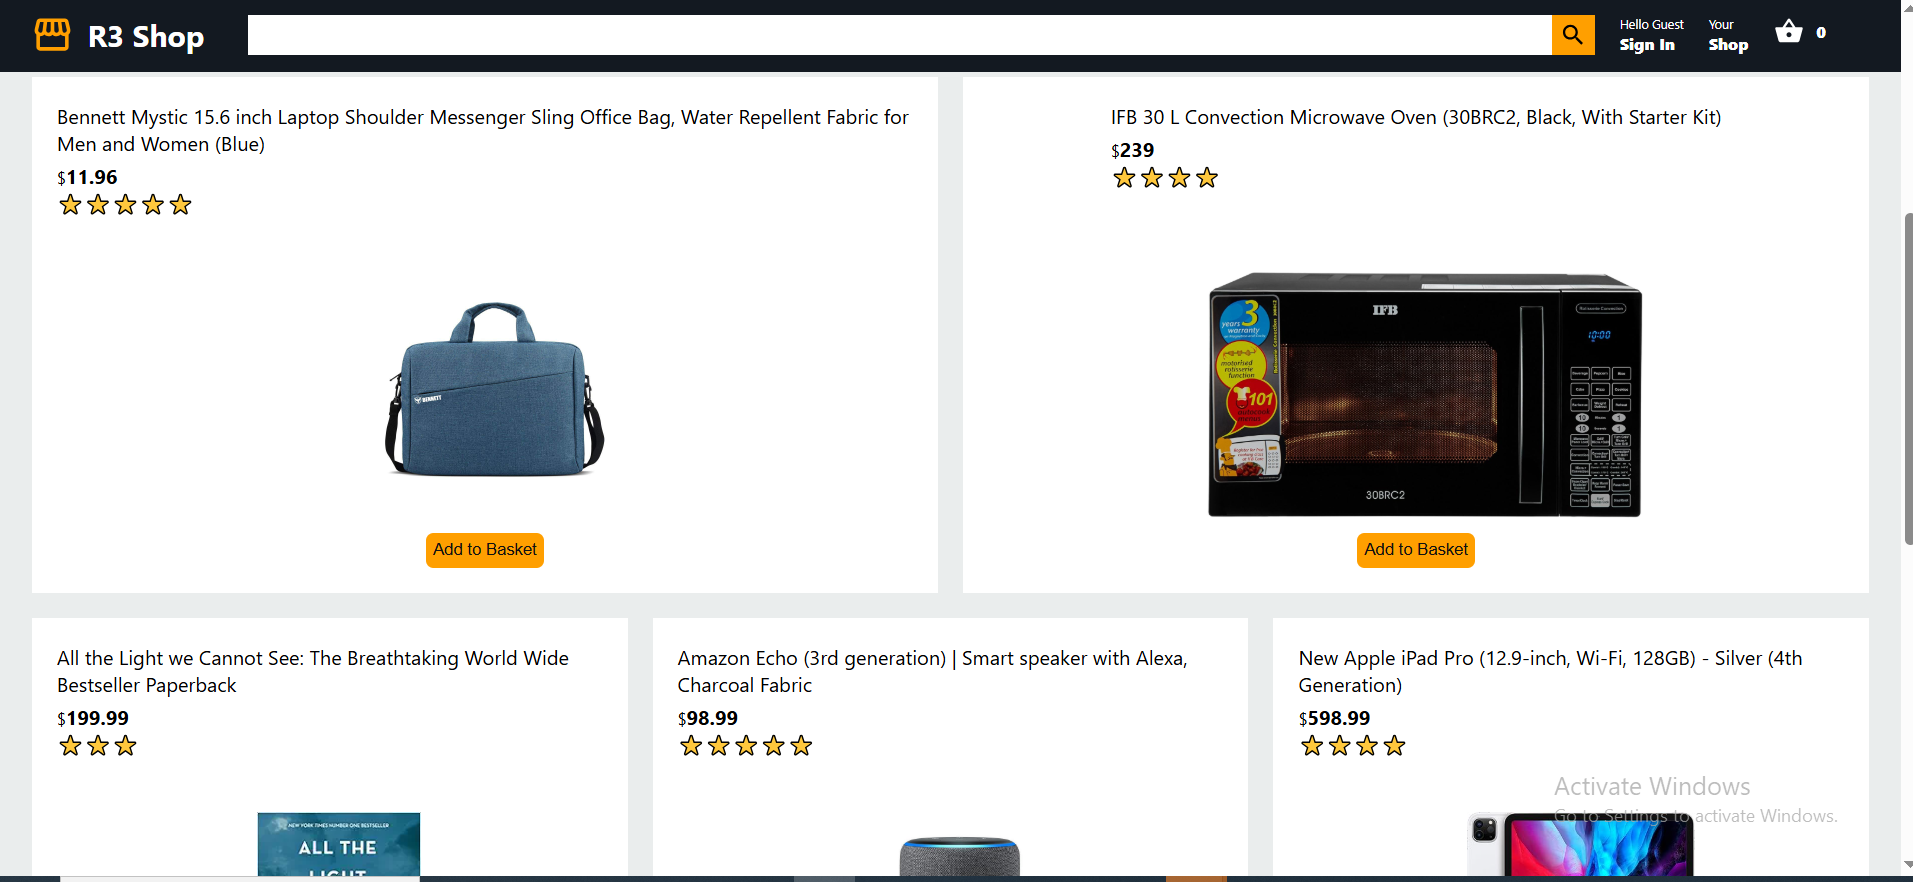 R3 Shop
Hello Guest
Sign In
Your
Shop
0
Bennett Mystic 15.6 inch Laptop Shoulder Messenger Sling Office Bag, Water Repellent Fabric for
Men and Women (Blue)
$11.96
BENNETT
Add to Basket
IFB 30 L Convection Microwave Oven (30BRC2, Black, With Starter Kit)
$239
IFB
3
years
warranty
motorised
rotisserie
function
101
10:00
30BRC2
Add to Basket
All the Light we Cannot See: The Breathtaking World Wide
Bestseller Paperback
$199.99
NEW YORK TIMES NUMBER ONE BESTSELLER
ALL THE
LIGHT
Amazon Echo (3rd generation) | Smart speaker with Alexa,
Charcoal Fabric
$98.99
New Apple iPad Pro (12.9-inch, Wi-Fi, 128GB) - Silver (4th
Generation)
$598.99
Activate Windows
Go to Settings to activate Windows.